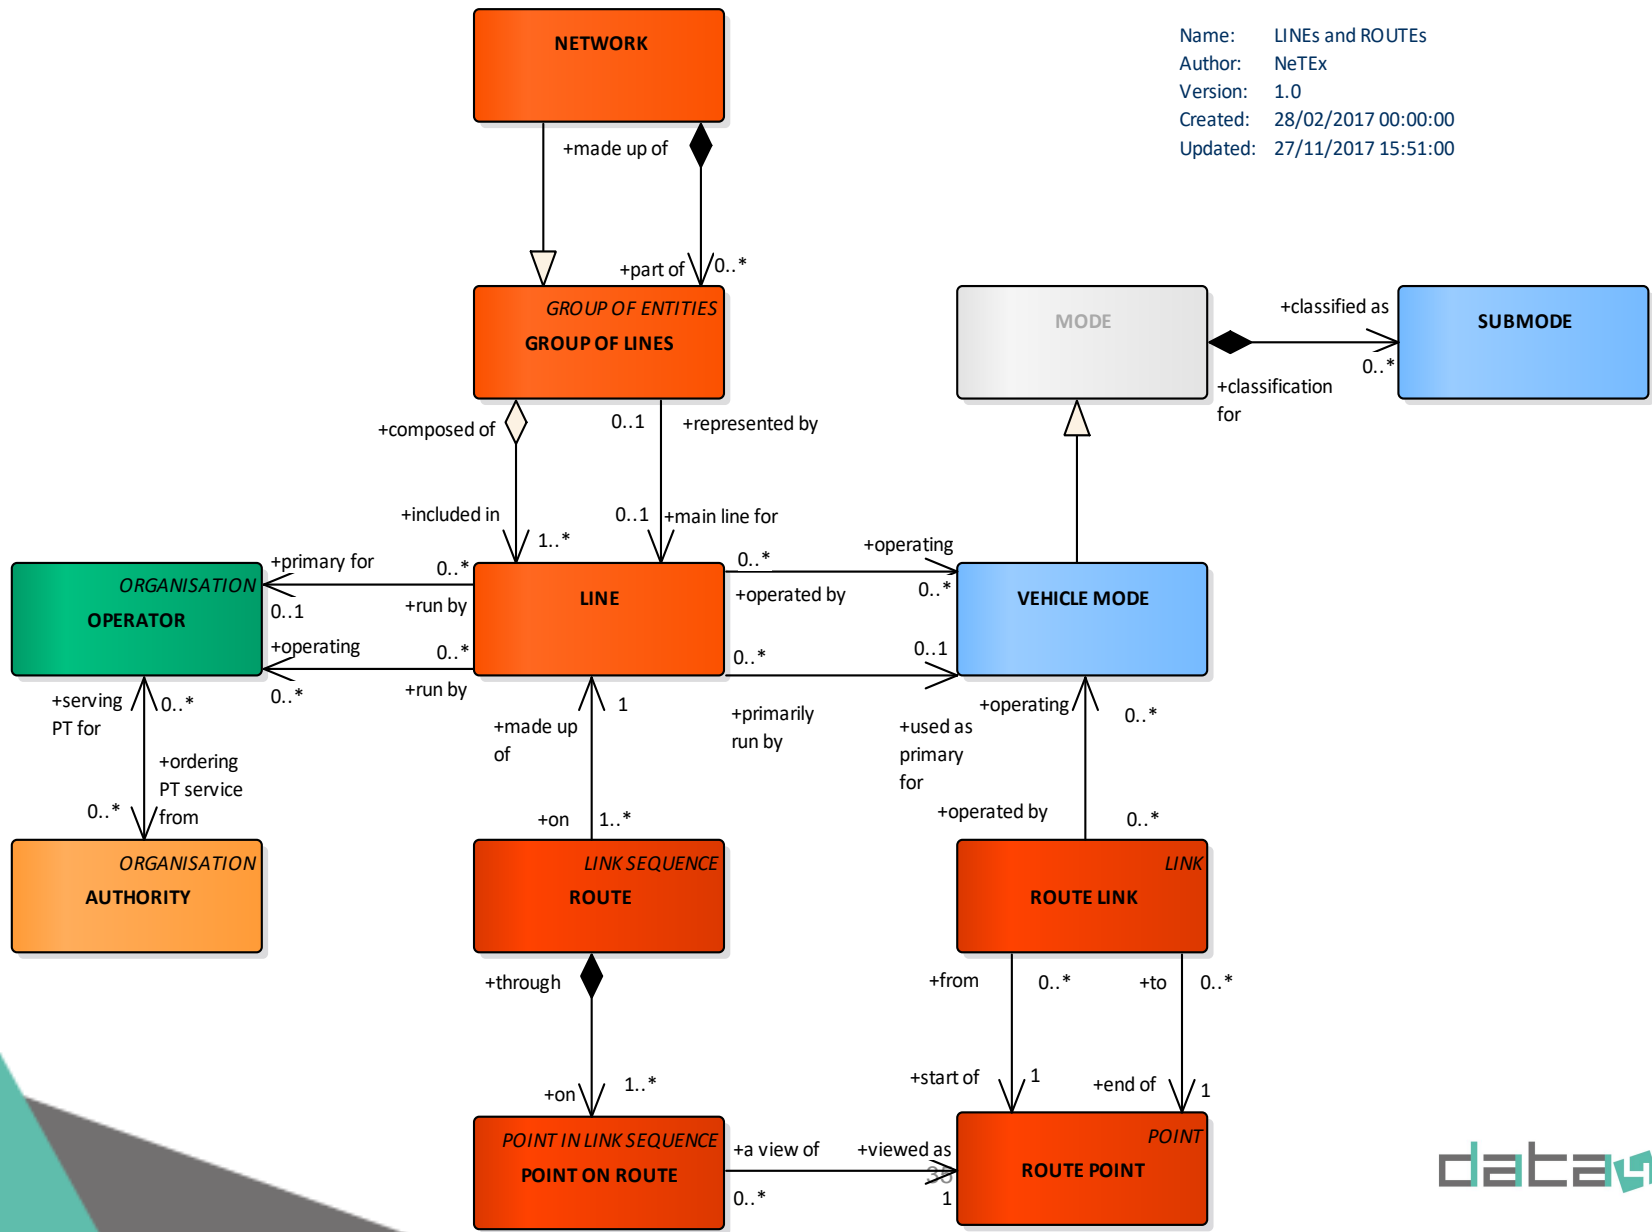 NETWORK
Name: LINEs and ROUTEs
Author: NeTEx
Version: 1.0
Created: 28/02/2017 00:00:00
Updated: 27/11/2017 15:51:00
+made up of
+part of
0..*
GROUP OF ENTITIES
GROUP OF LINES
MODE
+classified as
0..*
+classification
for
SUBMODE
+composed of
0..1
+represented by
+included in
1..*
0..1
+main line for
ORGANISATION
OPERATOR
+primary for
0..*
0..1
+run by
+operating
0..*
0..*
+run by
LINE
0..*
+operating
+operated by
0..*
0..*
0..1
+primarily
run by
+used as
primary
for
VEHICLE MODE
+serving
PT for
0..*
+ordering
PT service
from
0..*
+made up
of
1
+on
1..*
+operating
0..*
+operated by
0..*
ORGANISATION
AUTHORITY
LINK SEQUENCE
ROUTE
LINK
ROUTE LINK
+through
+on
1..*
+from
0..*
+to
0..*
+start of
1
+end of
1
POINT IN LINK SEQUENCE
POINT ON ROUTE
+a view of
+viewed as
0..*
1
POINT
ROUTE POINT
data